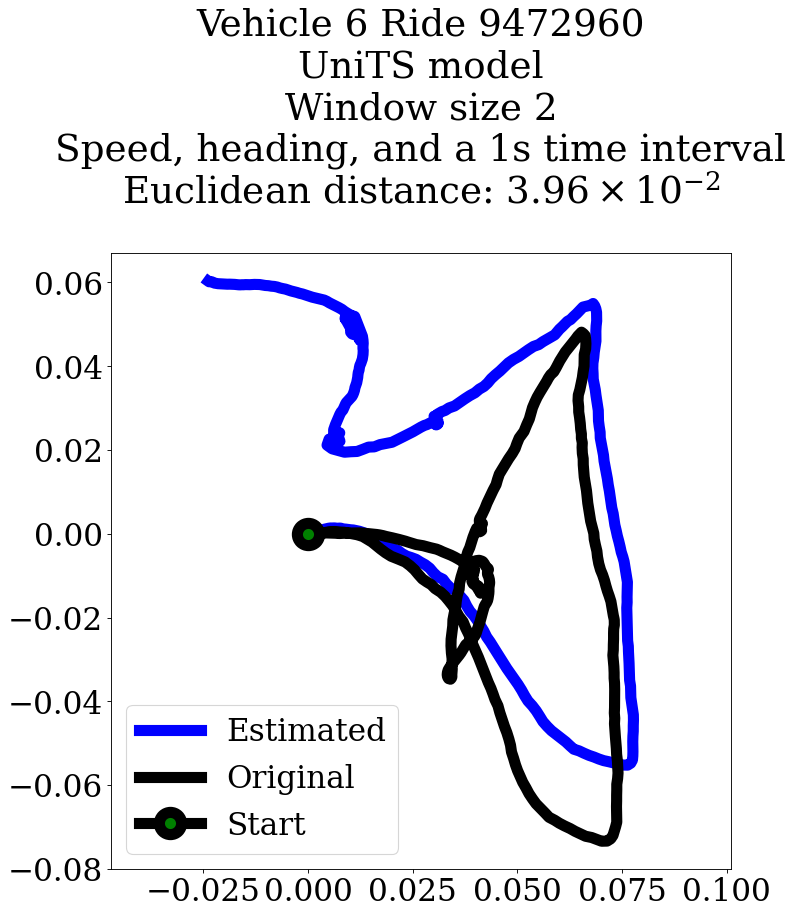 Vehicle 6 Ride 9472960
UniTS model
Window size 2
Speed, heading, and a 1s time interval
Euclidean distance: 3.96 × 10⁻²
0.06
0.04
0.02
0.00
−0.02
−0.04
−0.06
−0.08
Estimated
Original
Start
−0.025 0.000 0.025 0.050 0.075 0.100